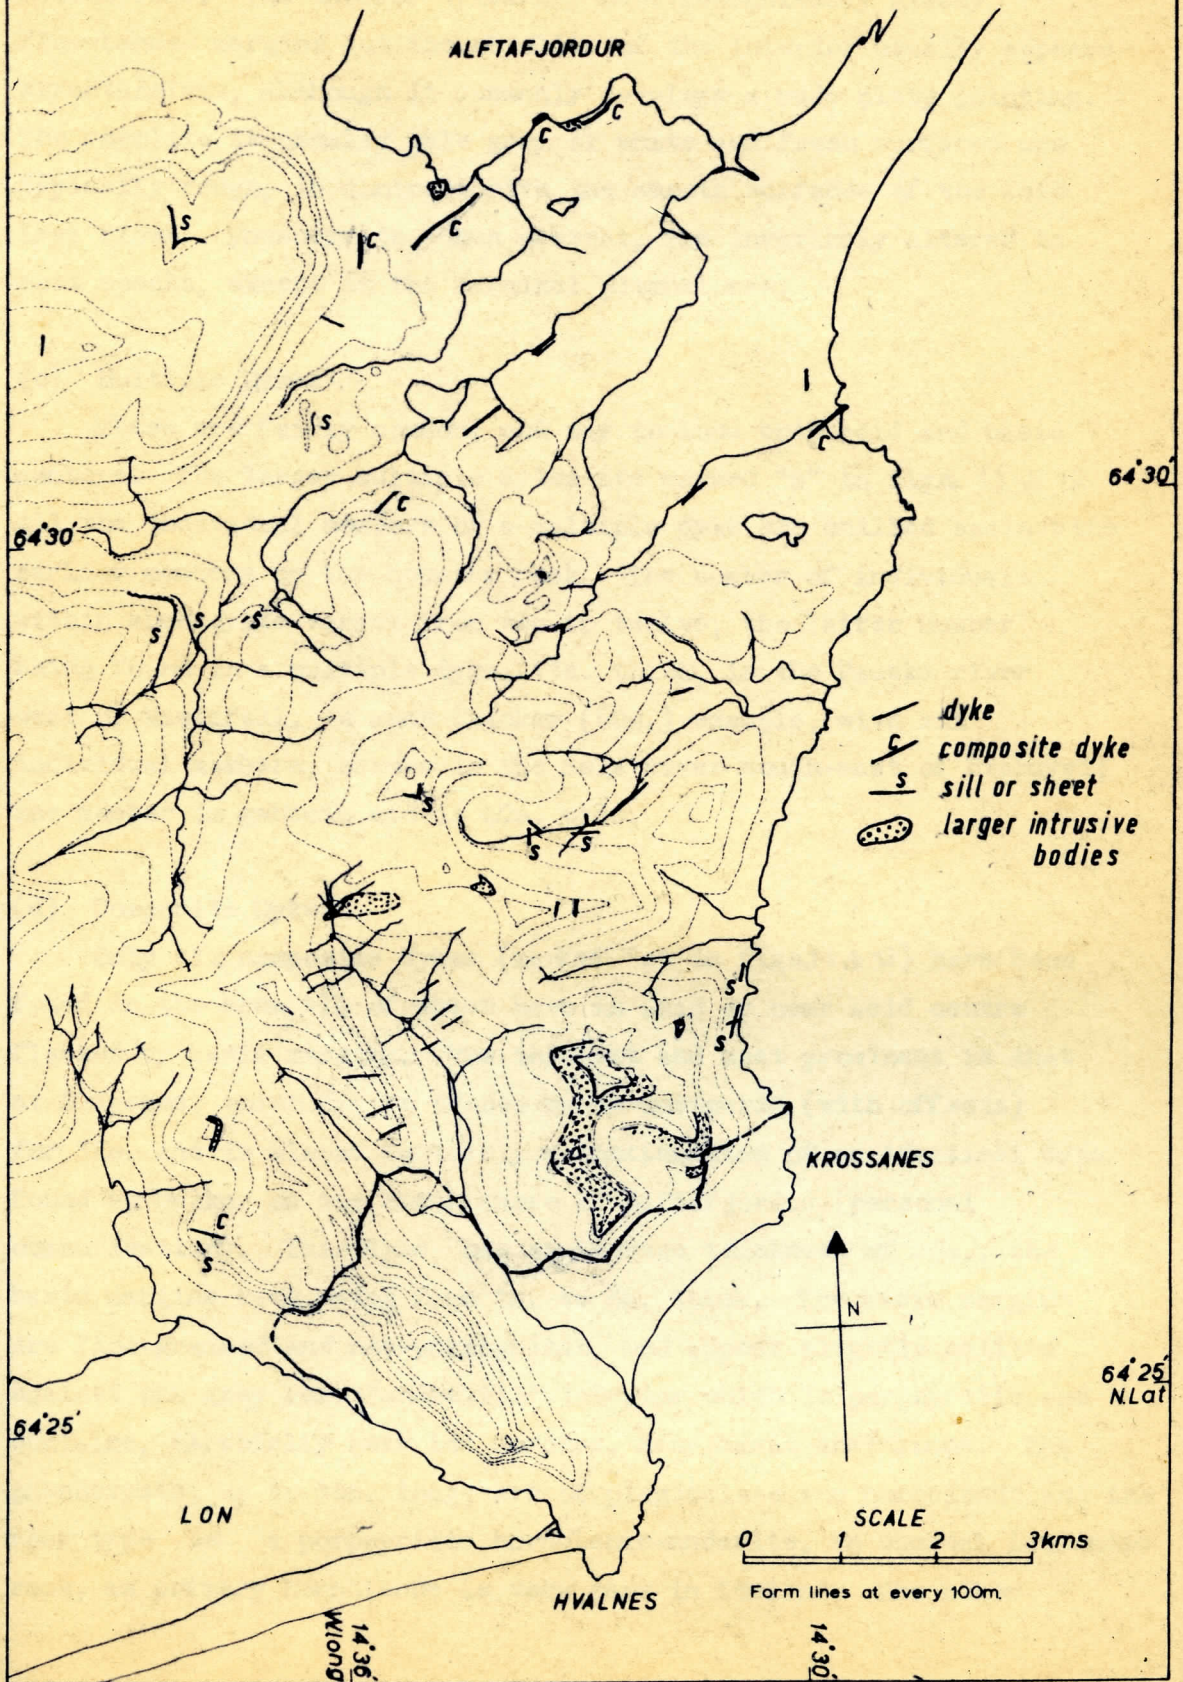 ALFTAFJORDUR
C
C
S
C
C
S
C
64°30'
C
64°30'
S
S
S
dyke
C
composite dyke
S
sill or sheet
larger intrusive
bodies
S
S
S
S
S
KROSSANES
C
S
N
64°25'
N.Lat
64°25'
LON
SCALE
0 1 2 3kms
Form lines at every 100m.
HVALNES
14°36'
Wlong
14°30'